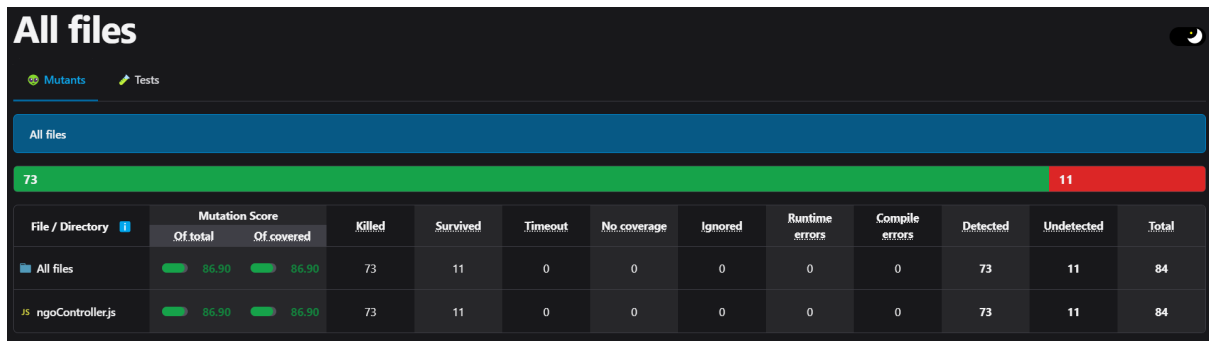 All files
Mutants Tests
All files
73 11
File / Directory Mutation Score Killed Survived Timeout No coverage Ignored Runtime errors Compile errors Detected Undetected Total
Of total Of covered
All files 86.90 86.90 73 11 0 0 0 0 0 73 11 84
JS ngoController.js 86.90 86.90 73 11 0 0 0 0 0 73 11 84